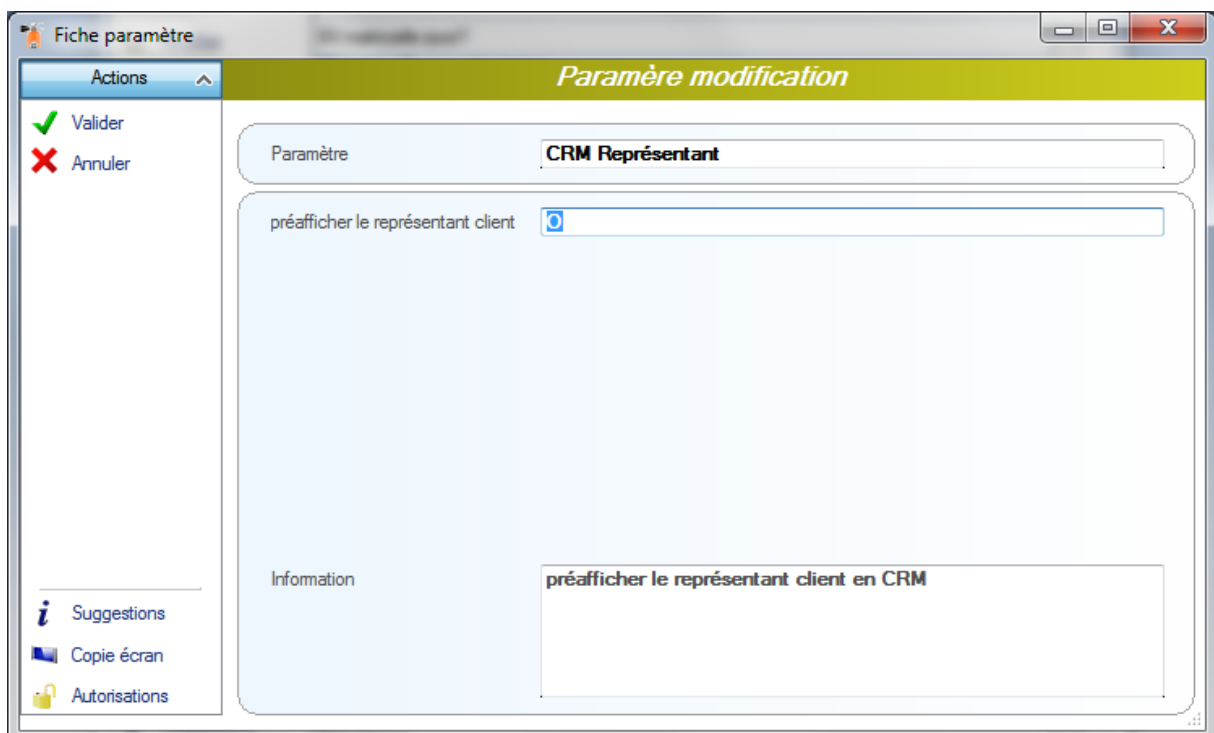 Fiche paramètre
Actions
Paramère modification
Valider
Annuler
Paramètre
CRM Représentant
préafficher le représentant client
O
Information
préafficher le représentant client en CRM
Suggestions
Copie écran
Autorisations